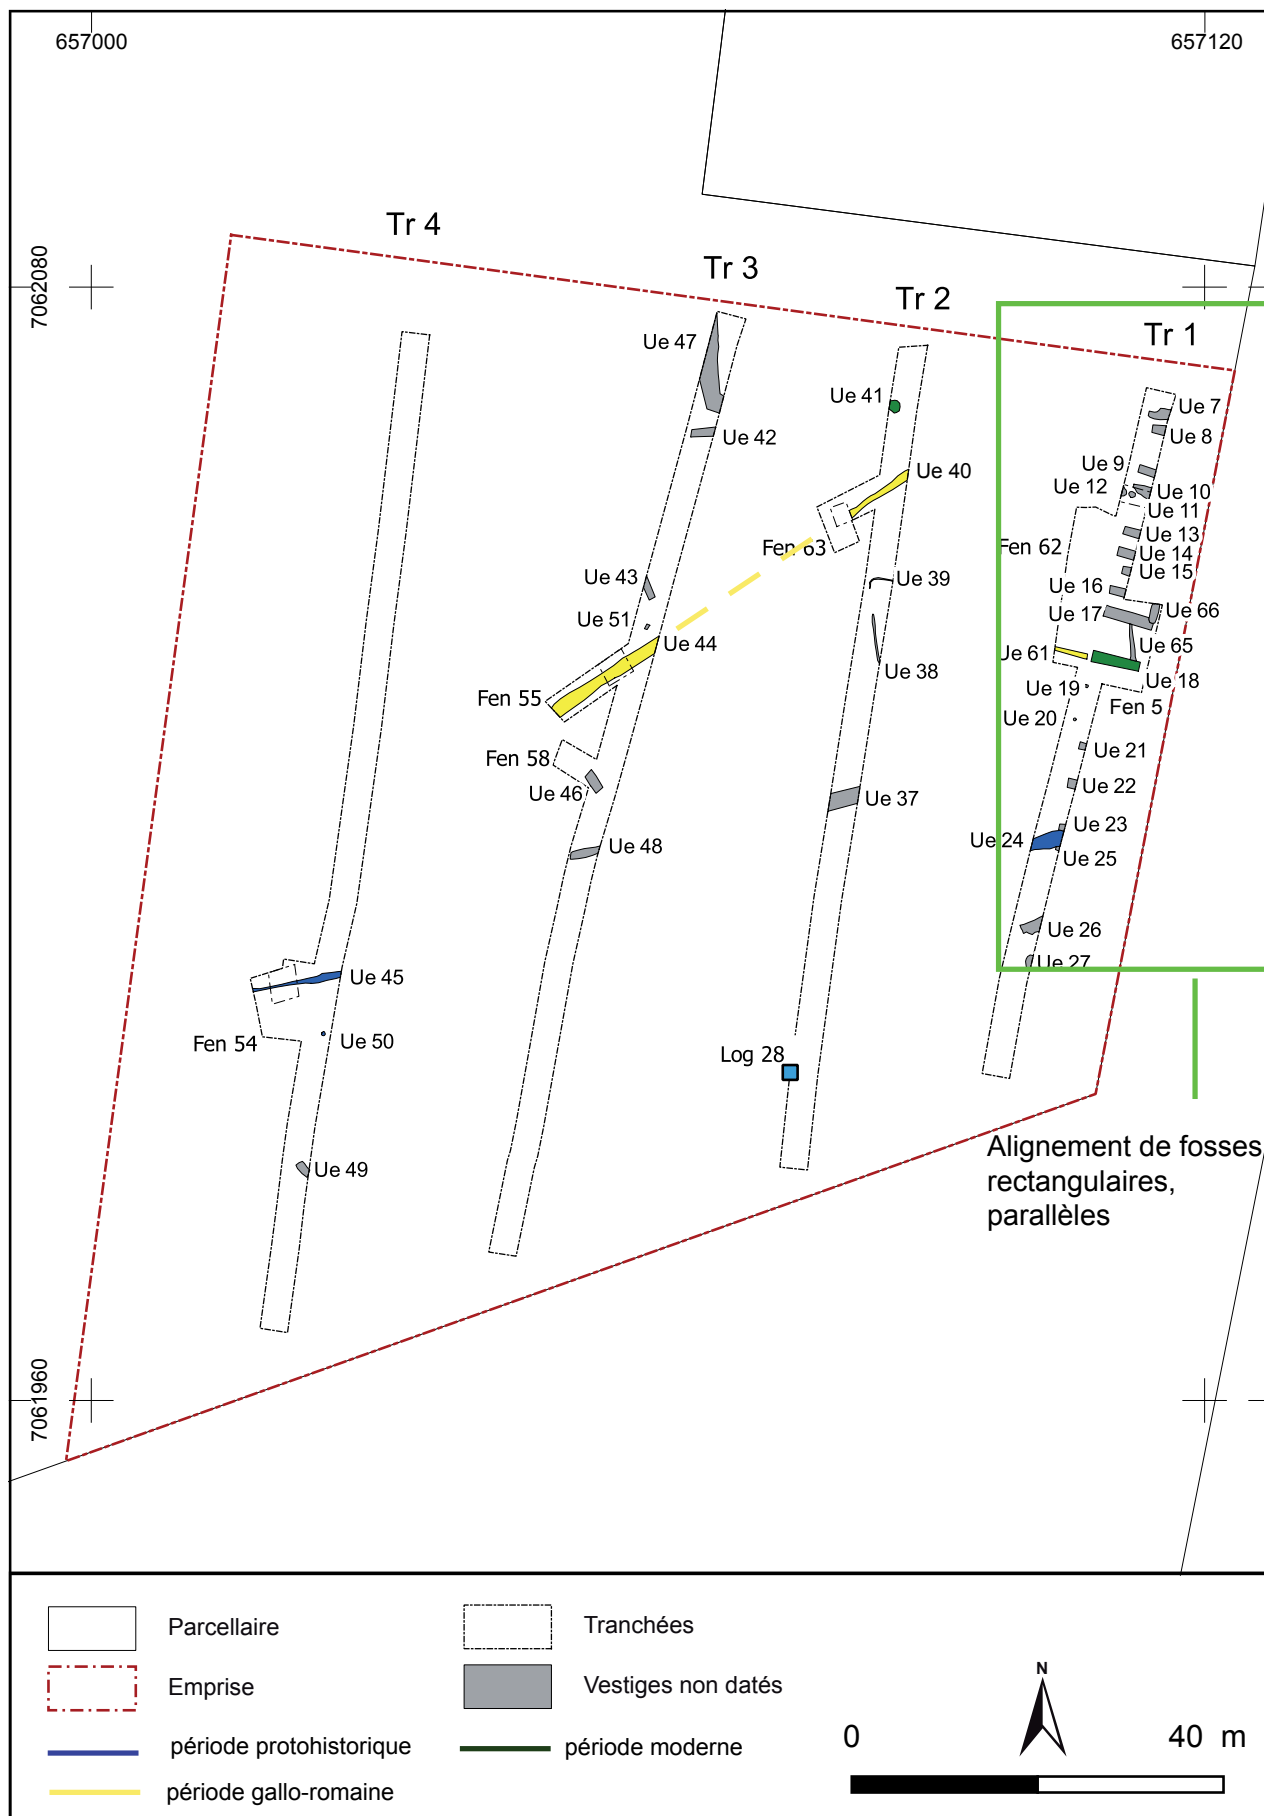 657000
657120
7062080
Tr 4
Tr 3
Tr 2
Tr 1
Ue 47
Ue 42
Ue 41
Ue 40
Fen 63
Ue 43
Ue 51
Ue 44
Fen 55
Fen 58
Ue 46
Ue 48
Ue 39
Ue 38
Ue 37
Ue 7
Ue 8
Ue 9
Ue 12
Ue 10
Ue 11
Ue 13
Fen 62
Ue 14
Ue 15
Ue 16
Ue 17
Ue 66
Ue 65
Ue 61
Ue 18
Ue 19
Fen 5
Ue 20
Ue 21
Ue 22
Ue 23
Ue 24
Ue 25
Ue 26
Ue 27
Ue 45
Fen 54
Ue 50
Ue 49
Log 28
Alignement de fosses
rectangulaires,
parallèles
7061960
Parcellaire
Tranchées
Emprise
Vestiges non datés
période protohistorique
période moderne
période gallo-romaine
N
0 40 m